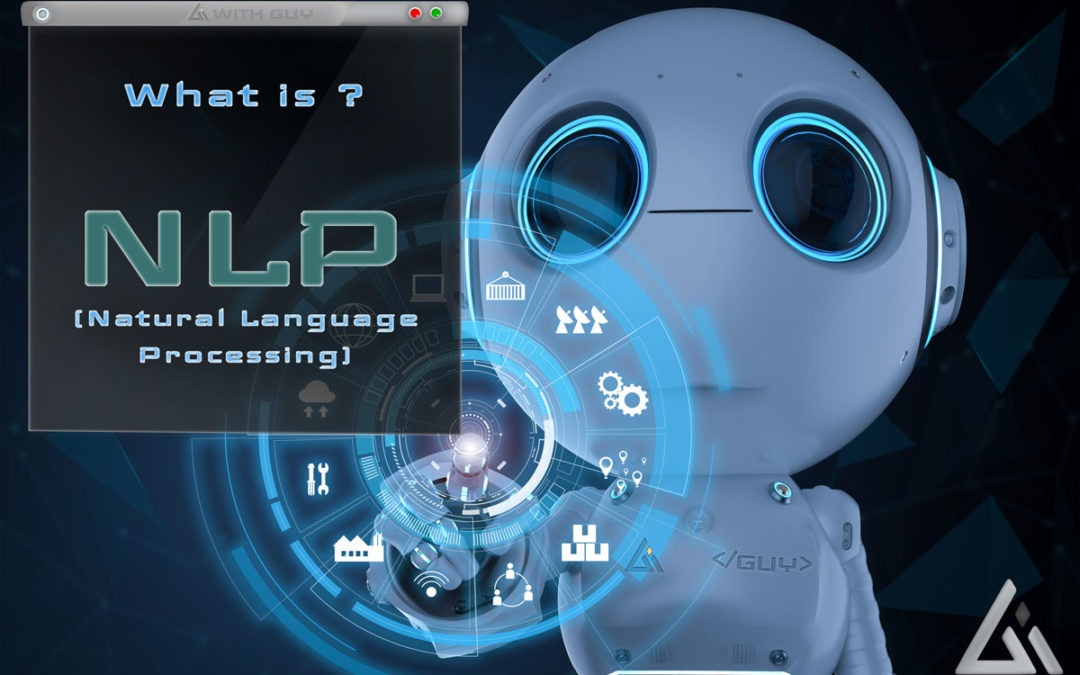 WITH GUY
What is ?
NLP
(Natural Language
Processing)
</GUY>